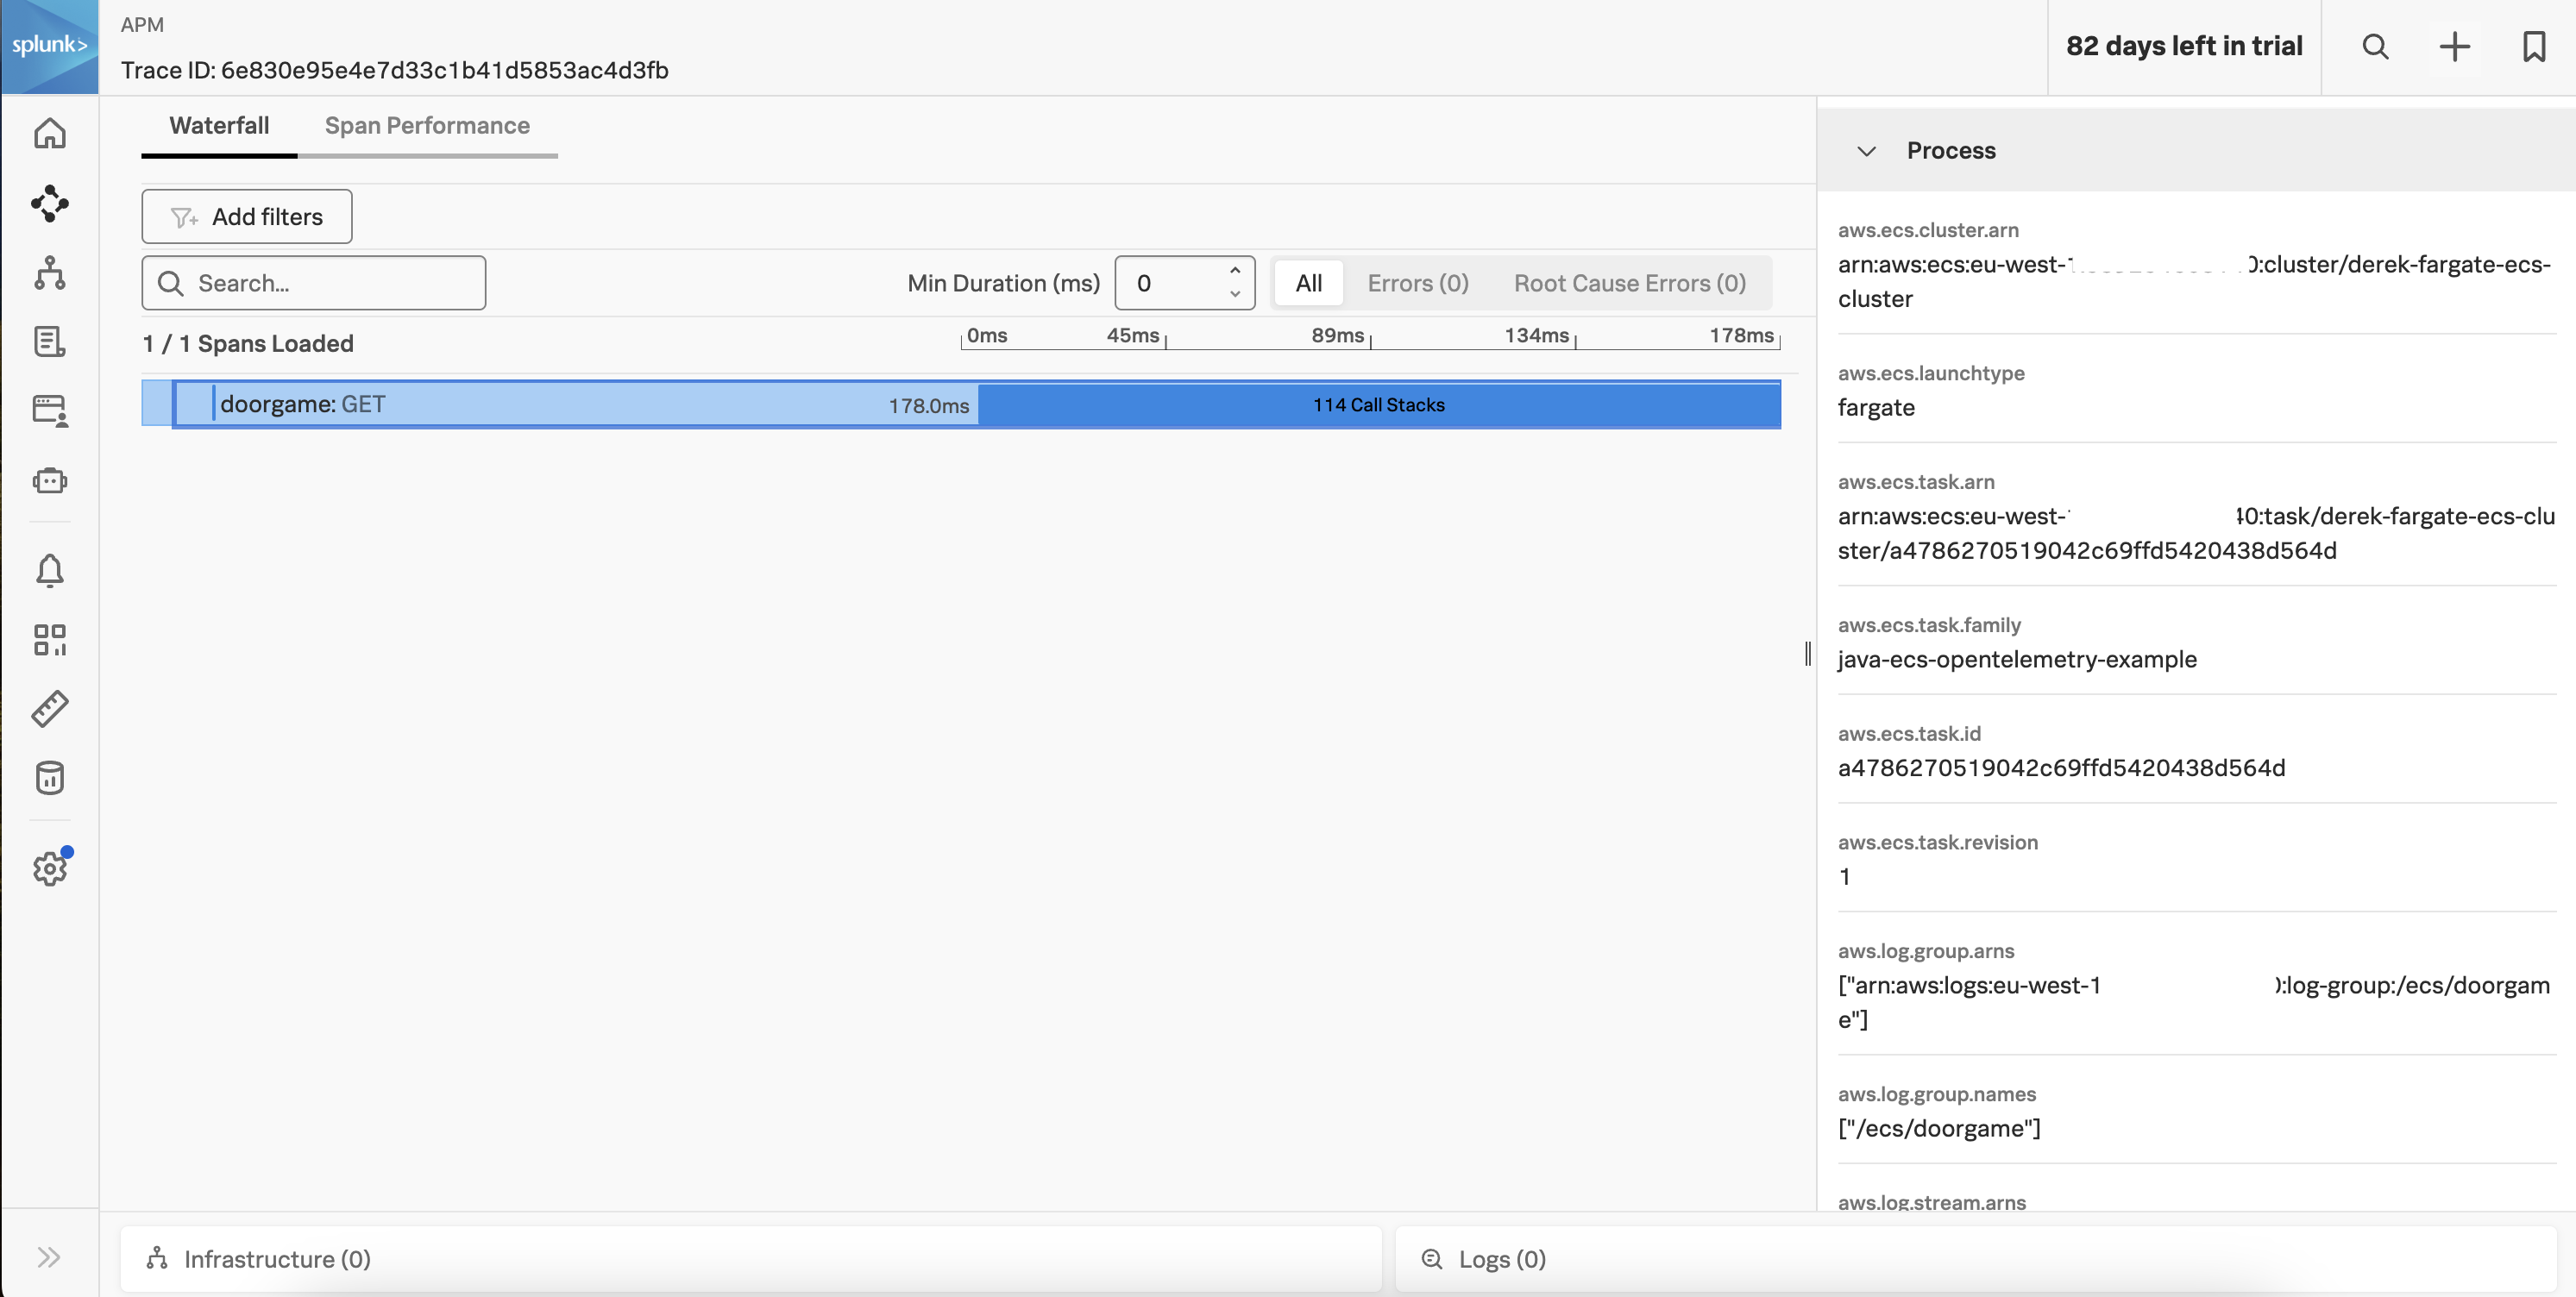 splunk>
APM
Trace ID: 6e830e95e4e7d33c1b41d5853ac4d3fb
82 days left in trial
Waterfall
Span Performance
Add filters
Search...
Min Duration (ms)
0
All
Errors (0)
Root Cause Errors (0)
1 / 1 Spans Loaded
0ms
45ms
89ms
134ms
178ms
doorgame: GET
178.0ms
114 Call Stacks
Process
aws.ecs.cluster.arn
arn:aws:ecs:eu-west- :cluster/derek-fargate-ecs-
cluster
aws.ecs.launchtype
fargate
aws.ecs.task.arn
arn:aws:ecs:eu-west- 0:task/derek-fargate-ecs-clu
ster/a4786270519042c69ffd5420438d564d
aws.ecs.task.family
java-ecs-opentelemetry-example
aws.ecs.task.id
a4786270519042c69ffd5420438d564d
aws.ecs.task.revision
1
aws.log.group.arns
["arn:aws:logs:eu-west-1 :log-group:/ecs/doorgam
e"]
aws.log.group.names
["/ecs/doorgame"]
aws.log.stream.arns
Infrastructure (0)
Logs (0)